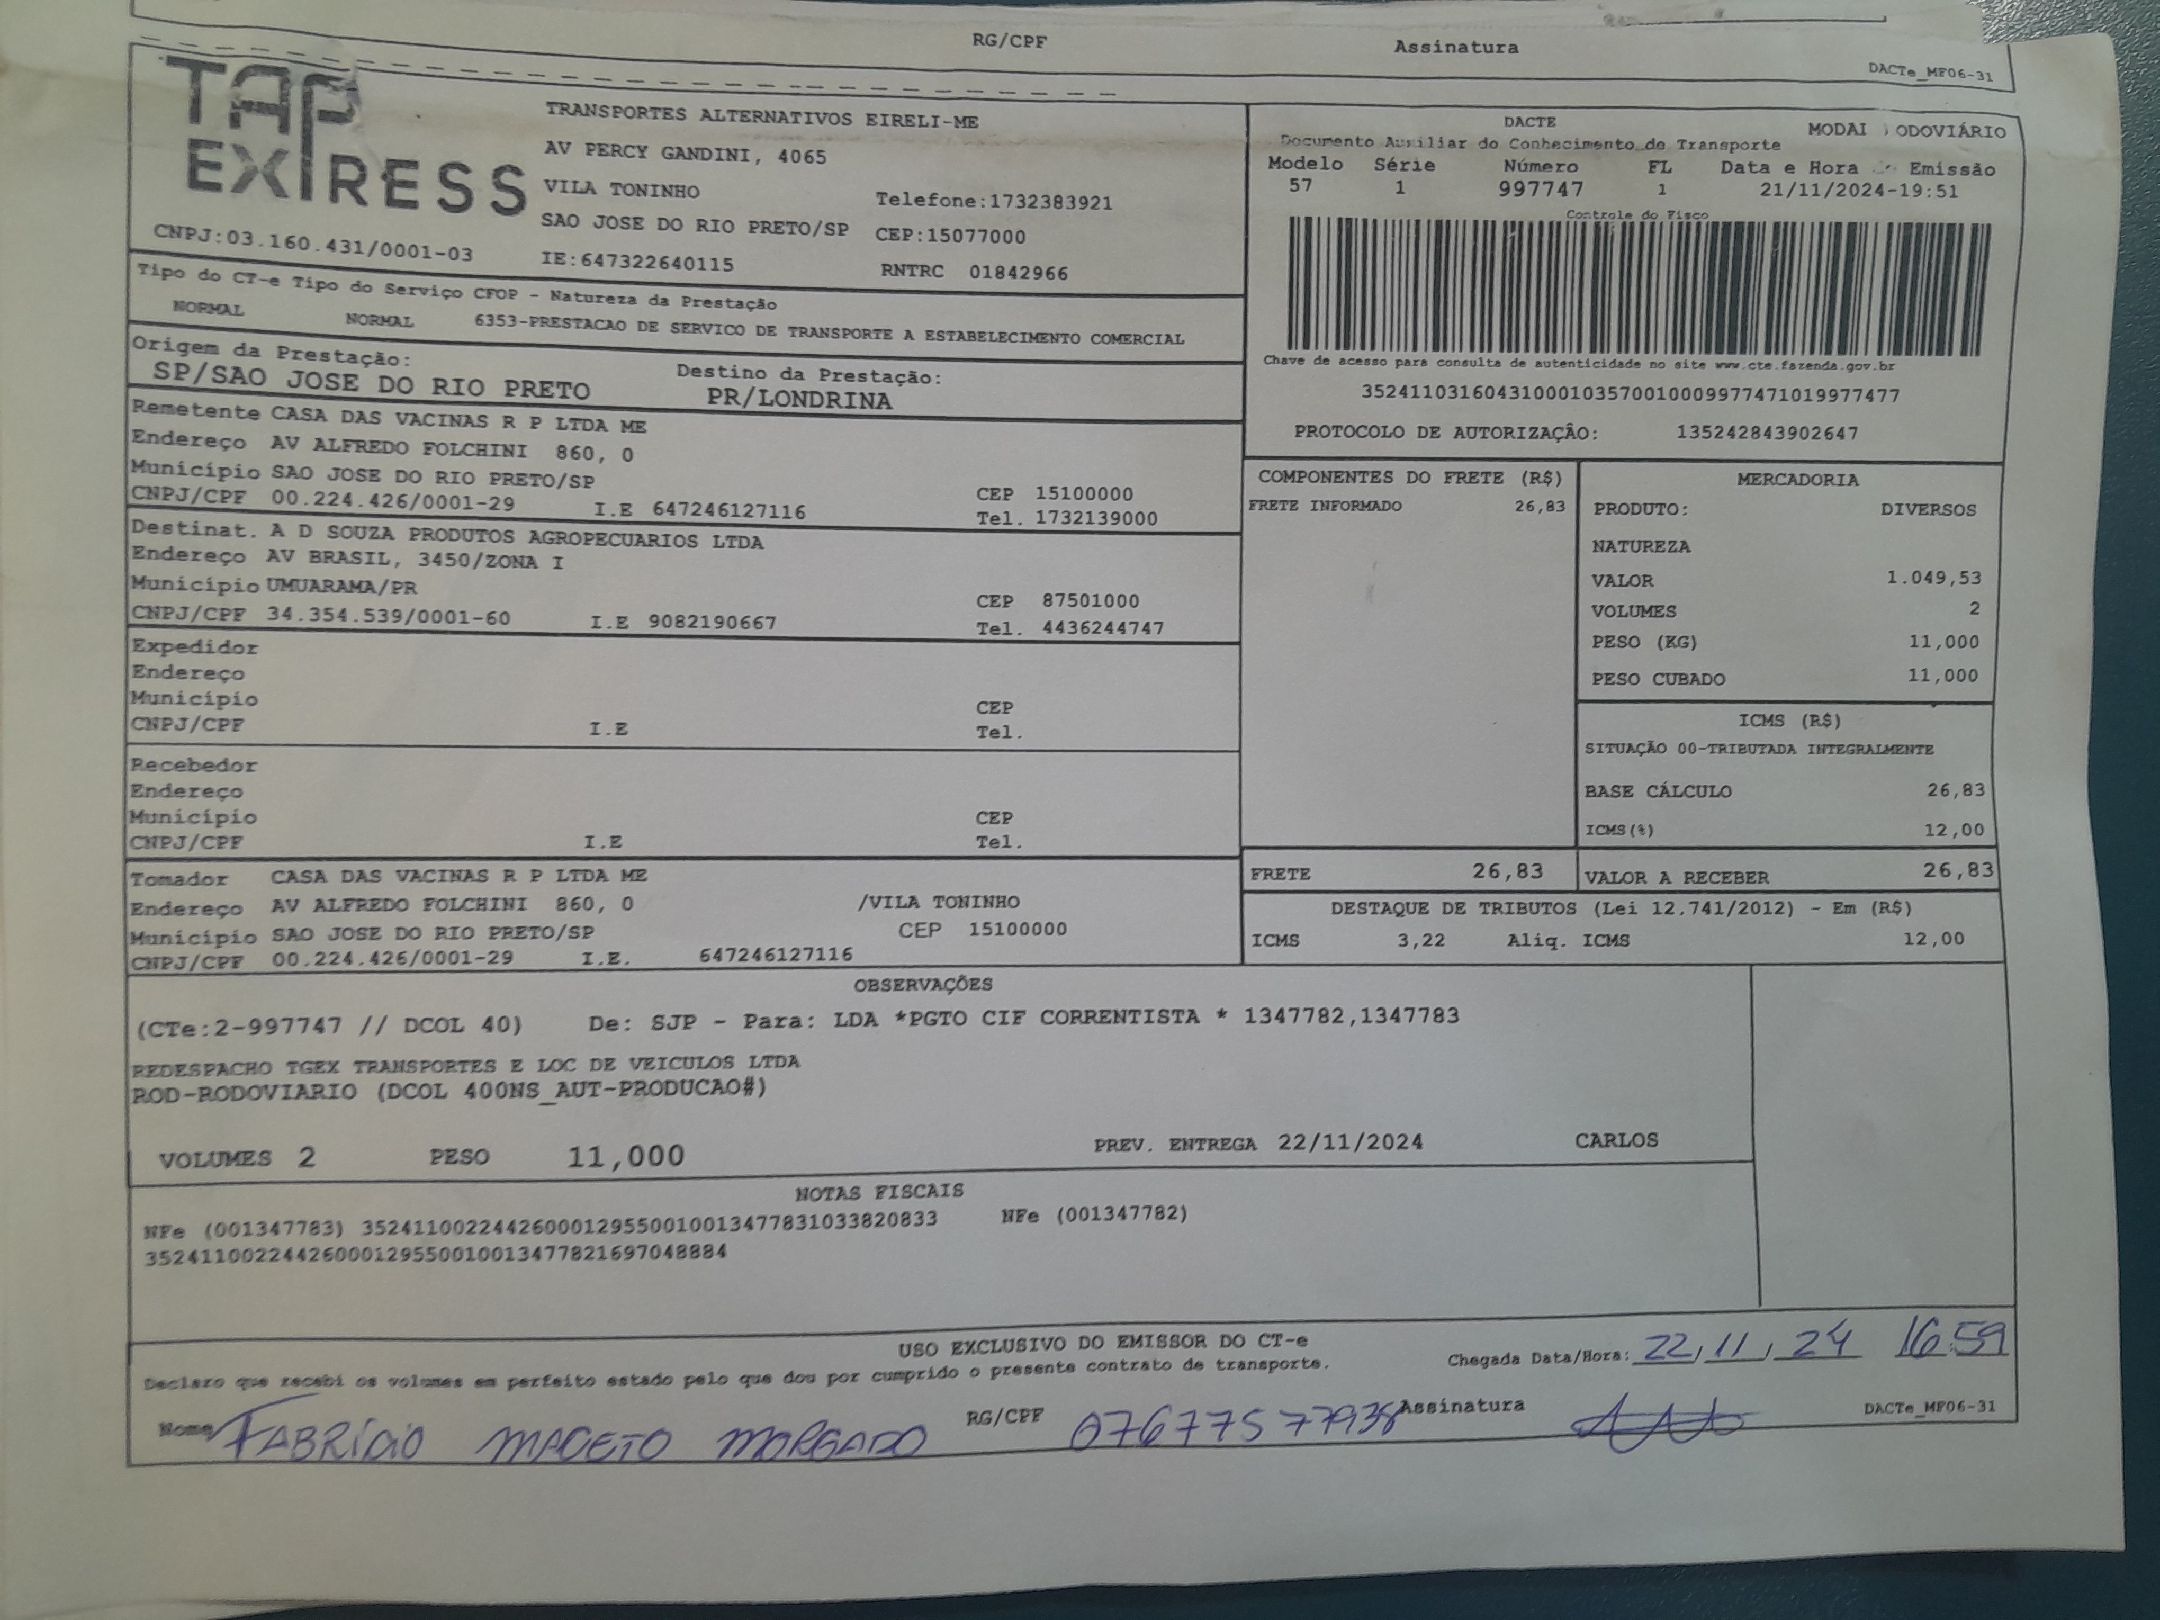 RG/CPF Assinatura
DACTe_MF06-31
TAP EXPRESS
TRANSPORTES ALTERNATIVOS EIRELI-ME
AV PERCY GANDINI, 4065
VILA TONINHO Telefone:1732383921
SAO JOSE DO RIO PRETO/SP CEP:15077000
CNPJ:03.160.431/0001-03 IE:647322640115 RNTRC 01842966
DACTE MODAL ODOVIÁRIO
Documento Auxiliar do Conhecimento de Transporte
Modelo Série Número FL Data e Hora de Emissão
57 1 997747 1 21/11/2024-19:51
Controle do Fisco
Chave de acesso para consulta de autenticidade no site www.cte.fazenda.gov.br
35241103160431000103570010009977471019977477
PROTOCOLO DE AUTORIZAÇÃO: 135242843902647
Tipo do CT-e Tipo do Serviço CFOP - Natureza da Prestação
NORMAL NORMAL 6353-PRESTACAO DE SERVICO DE TRANSPORTE A ESTABELECIMENTO COMERCIAL
Origem da Prestação: Destino da Prestação:
SP/SAO JOSE DO RIO PRETO PR/LONDRINA
Remetente CASA DAS VACINAS R P LTDA ME
Endereço AV ALFREDO FOLCHINI 860, 0
Município SAO JOSE DO RIO PRETO/SP CEP 15100000
CNPJ/CPF 00.224.426/0001-29 I.E 647246127116 Tel. 1732139000
Destinat. A D SOUZA PRODUTOS AGROPECUARIOS LTDA
Endereço AV BRASIL, 3450/ZONA I
Município UMUARAMA/PR CEP 87501000
CNPJ/CPF 34.354.539/0001-60 I.E 9082190667 Tel. 4436244747
Expedidor
Endereço
Município CEP
CNPJ/CPF I.E Tel.
Recebedor
Endereço
Município CEP
CNPJ/CPF I.E Tel.
Tomador CASA DAS VACINAS R P LTDA ME
Endereço AV ALFREDO FOLCHINI 860, 0 /VILA TONINHO
Município SAO JOSE DO RIO PRETO/SP CEP 15100000
CNPJ/CPF 00.224.426/0001-29 I.E. 647246127116
COMPONENTES DO FRETE (R$)
FRETE INFORMADO 26,83
MERCADORIA
PRODUTO: DIVERSOS
NATUREZA
VALOR 1.049,53
VOLUMES 2
PESO (KG) 11,000
PESO CUBADO 11,000
ICMS (R$)
SITUAÇÃO 00-TRIBUTADA INTEGRALMENTE
BASE CÁLCULO 26,83
ICMS(%) 12,00
FRETE 26,83 VALOR A RECEBER 26,83
DESTAQUE DE TRIBUTOS (Lei 12.741/2012) - Em (R$)
ICMS 3,22 Aliq. ICMS 12,00
OBSERVAÇÕES
(CTe:2-997747 // DCOL 40) De: SJP - Para: LDA *PGTO CIF CORRENTISTA * 1347782,1347783
REDESPACHO TGEX TRANSPORTES E LOC DE VEICULOS LTDA
ROD-RODOVIARIO (DCOL 400NS_AUT-PRODUCAO#)
VOLUMES 2 PESO 11,000 PREV. ENTREGA 22/11/2024 CARLOS
NOTAS FISCAIS
NFe (001347783) 35241100224426000129550010013477831033820833 NFe (001347782)
35241100224426000129550010013477821697048884
USO EXCLUSIVO DO EMISSOR DO CT-e
Declaro que recebi os volumes em perfeito estado pelo que dou por cumprido o presente contrato de transporte. Chegada Data/Hora: 22/11/24 16:59
Nome FABRÍCIO MACETO MORGADO RG/CPF 07677577938 Assinatura DACTe_MF06-31